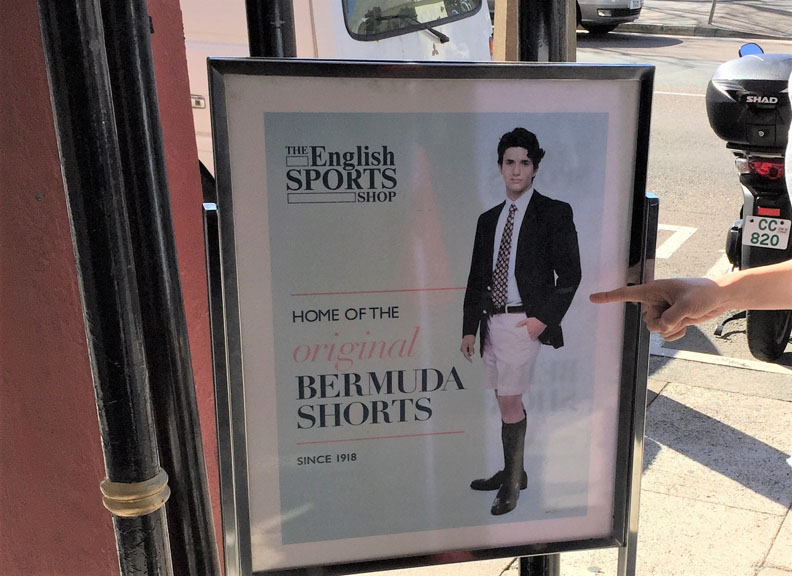 THE English
SPORTS
SHOP
HOME OF THE
original
BERMUDA
SHORTS
SINCE 1918
SHAD
CC
820